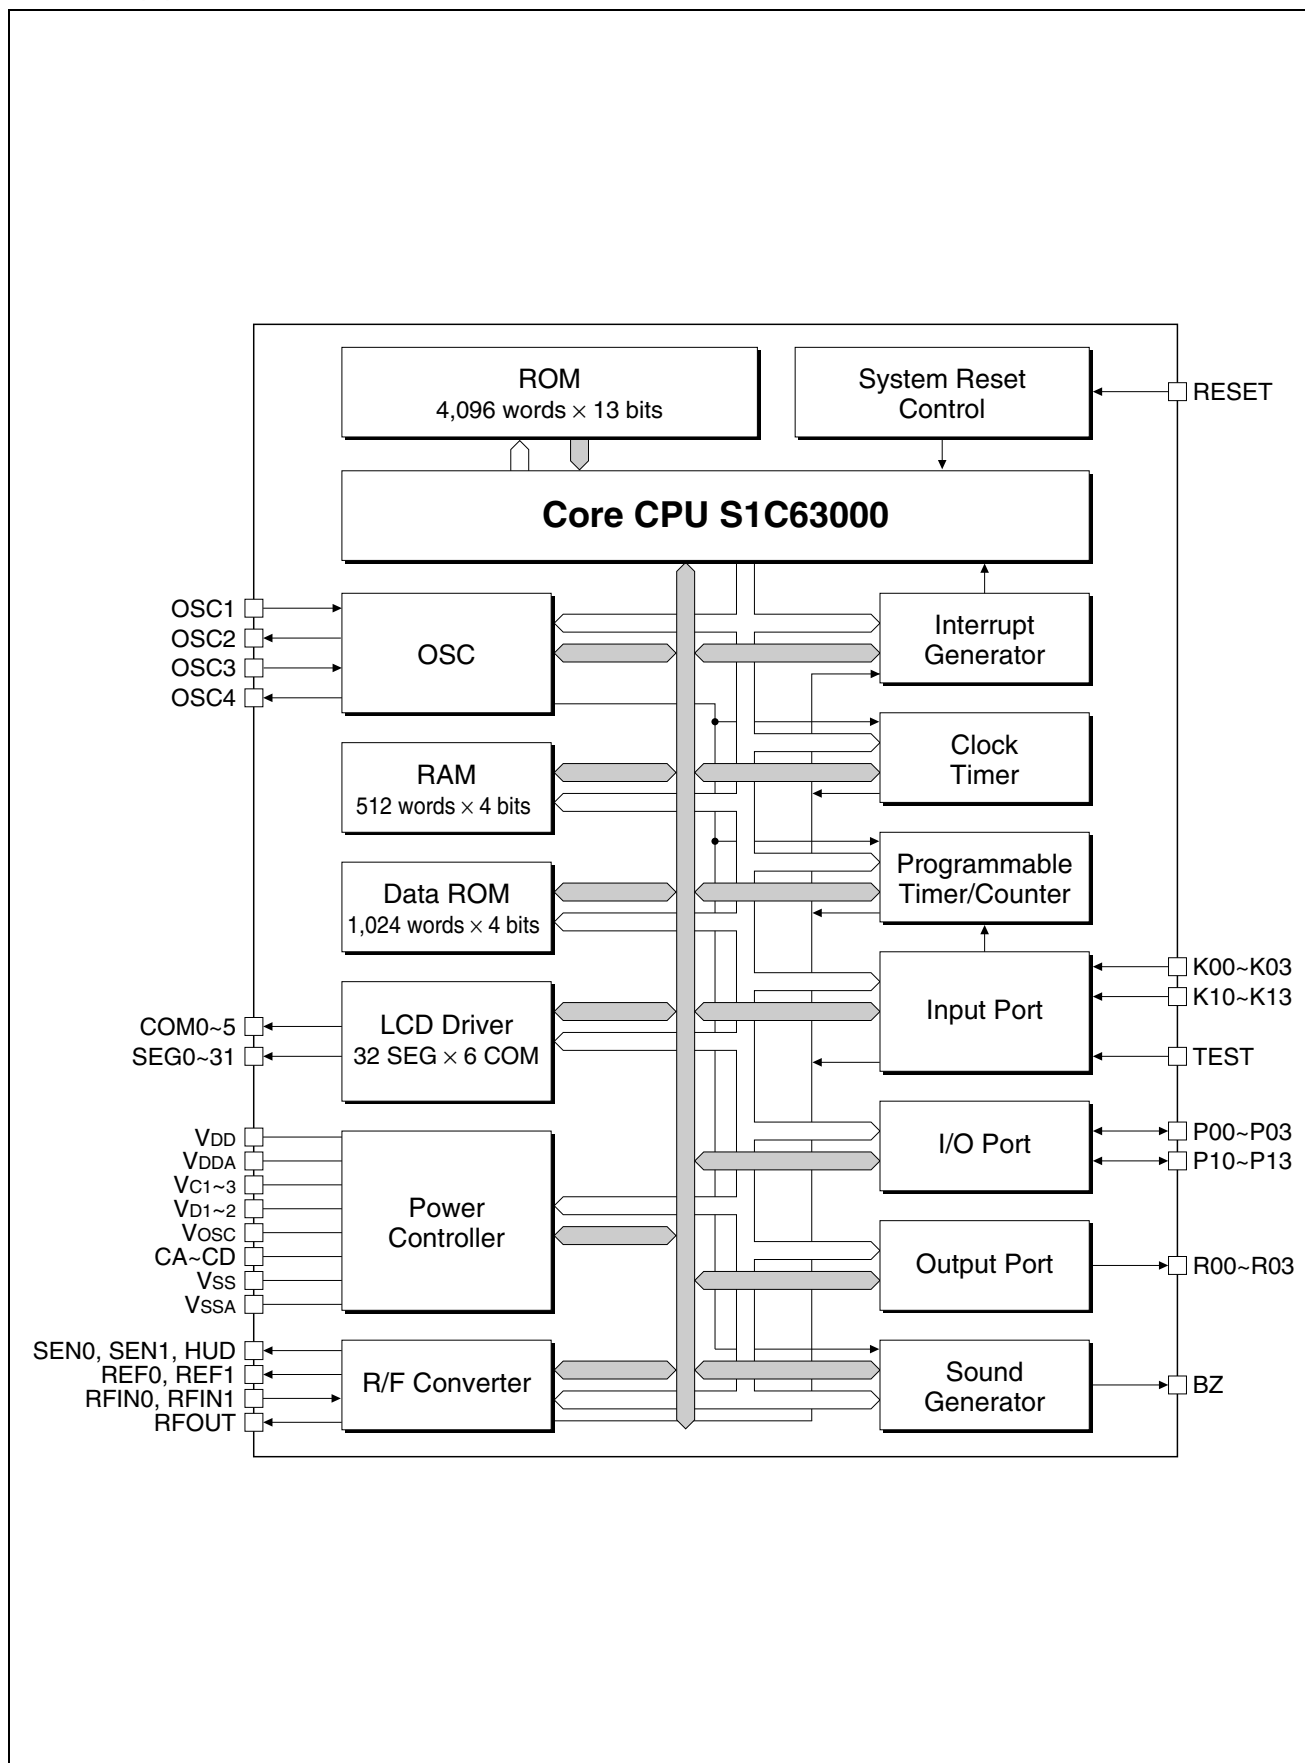 ROM
4,096 words × 13 bits
System Reset
Control
RESET
Core CPU S1C63000
OSC1
OSC2
OSC3
OSC4
OSC
Interrupt
Generator
RAM
512 words × 4 bits
Clock
Timer
Data ROM
1,024 words × 4 bits
Programmable
Timer/Counter
COM0~5
SEG0~31
LCD Driver
32 SEG × 6 COM
Input Port
K00~K03
K10~K13
TEST
VDD
VDDA
VC1~3
VD1~2
VOSC
CA~CD
VSS
VSSA
Power
Controller
I/O Port
P00~P03
P10~P13
Output Port
R00~R03
SEN0, SEN1, HUD
REF0, REF1
RFIN0, RFIN1
RFOUT
R/F Converter
Sound
Generator
BZ